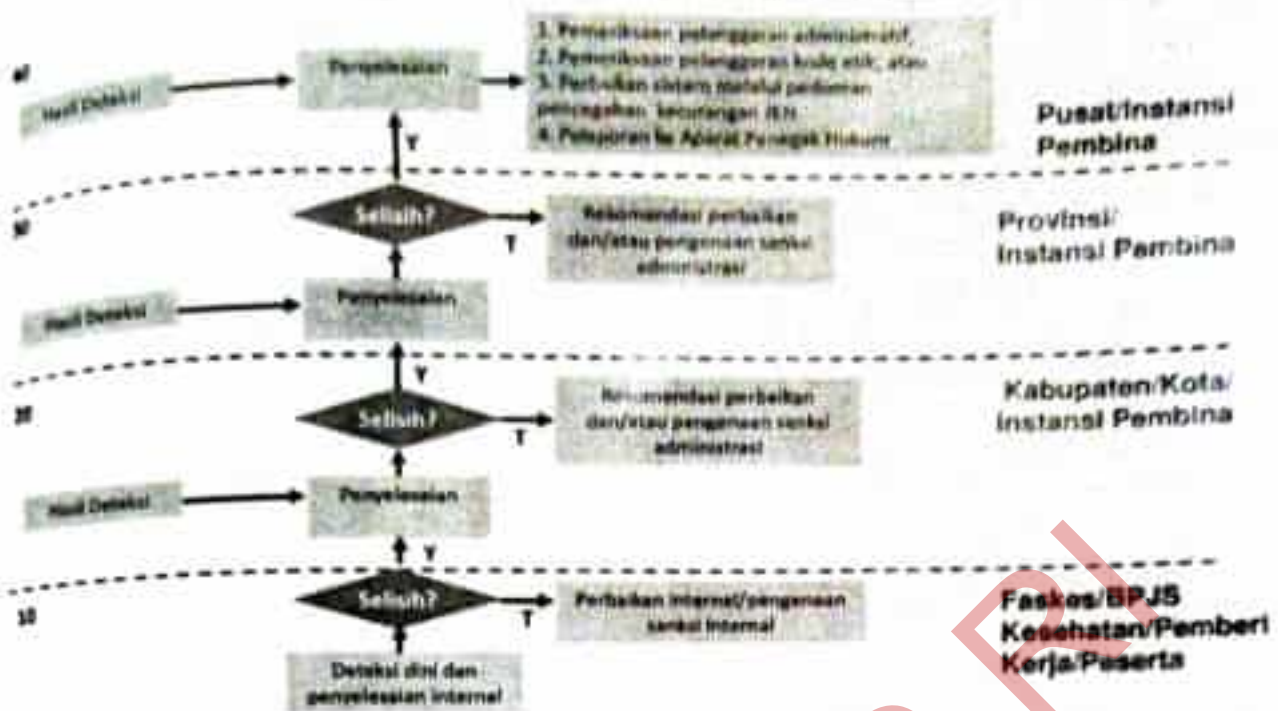 Hasil Deteksi
Penyelesaian
1. Pemeriksaan pelanggaran administratif,
2. Pemeriksaan pelanggaran kode etik, atau
3. Perbaikan sistem melalui pedoman
pencegahan kecurangan JKN
4. Pelaporan ke Aparat Penegak Hukum
Pusat/Instansi
Pembina
Y
Selisih?
T
Rekomendasi perbaikan
dan/atau pengenaan sanksi
administrasi
Provinsi/
Instansi Pembina
Hasil Deteksi
Penyelesaian
Y
Selisih?
T
Rekomendasi perbaikan
dan/atau pengenaan sanksi
administrasi
Kabupaten/Kota/
Instansi Pembina
Hasil Deteksi
Penyelesaian
Y
Selisih?
T
Perbaikan internal/pengenaan
sanksi internal
Faskes/BPJS
Kesehatan/Pemberi
Kerja/Peserta
Deteksi dini dan
penyelesaian internal
RI